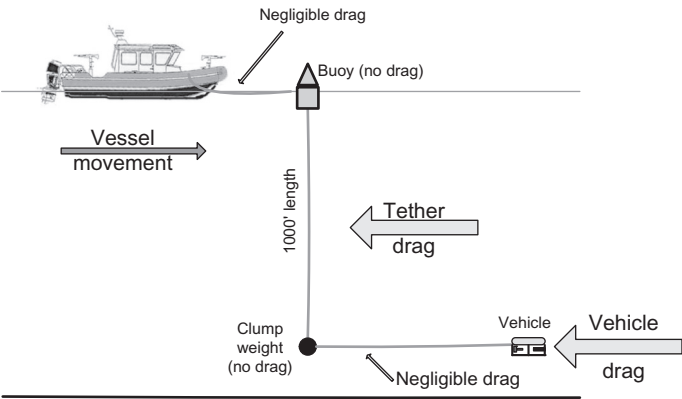 Negligible drag
Buoy (no drag)
Vessel
movement
1000' length
Tether
drag
Clump
weight
(no drag)
Vehicle
Vehicle
drag
Negligible drag